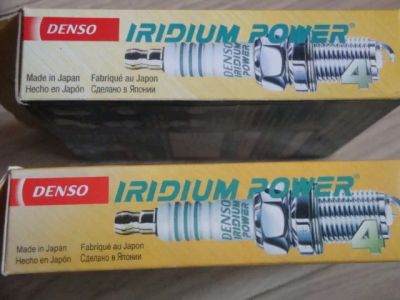 DENSO IRIDIUM POWER®
Made in Japan Fabriqué au Japon
Hecho en Japón Сделано в Японии
DENSO
IRIDIUM
POWER
4
DENSO IRIDIUM POWER®
Made in Japan Fabriqué au Japon
Hecho en Japón Сделано в Японии
DENSO
IRIDIUM
POWER
4